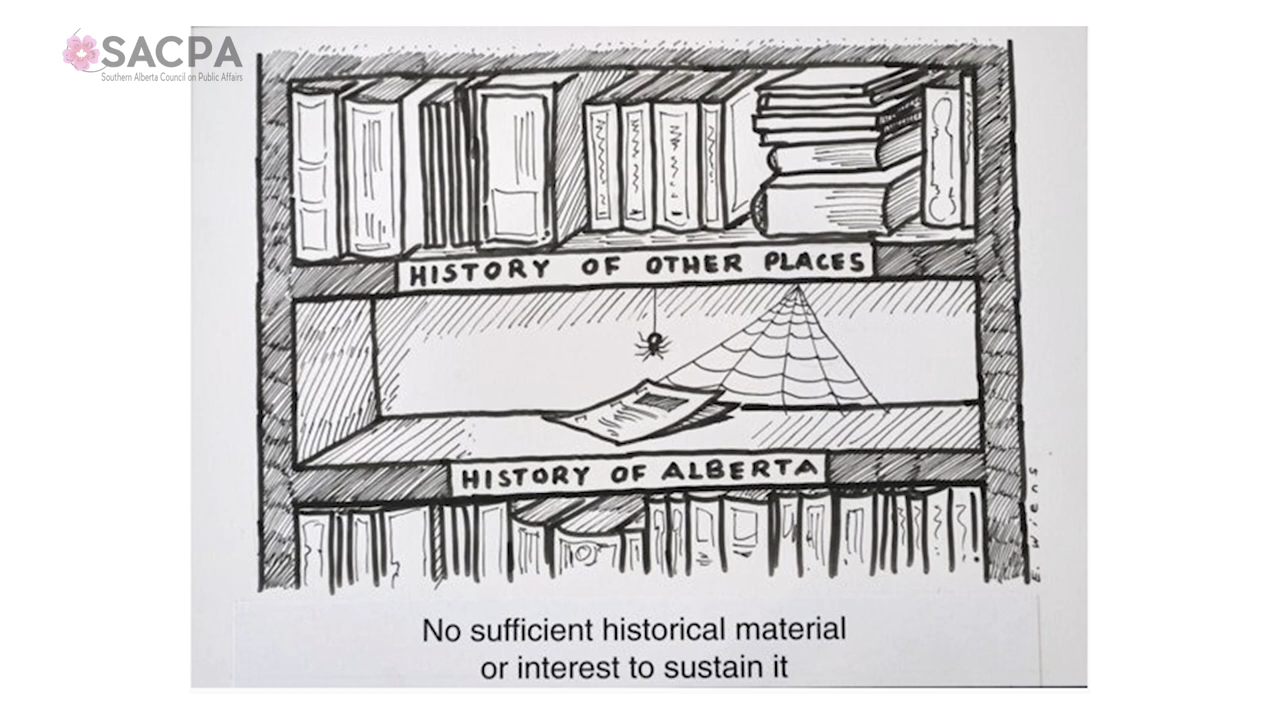 SACPA
Southern Alberta Council on Public Affairs
HISTORY OF OTHER PLACES
HISTORY OF ALBERTA
E. Wiens
No sufficient historical material
or interest to sustain it